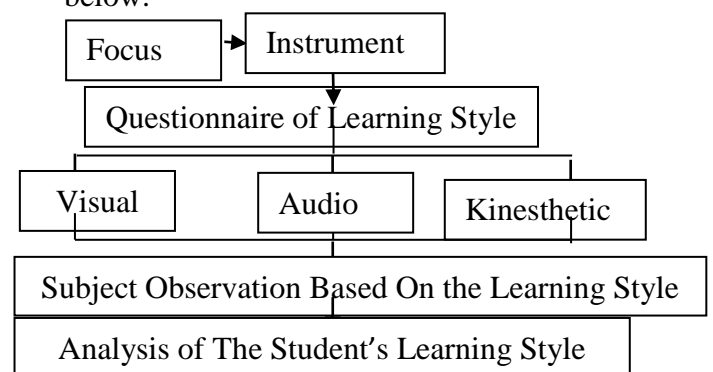 below:
Focus
Instrument
Questionnaire of Learning Style
Visual
Audio
Kinesthetic
Subject Observation Based On the Learning Style
Analysis of The Student's Learning Style